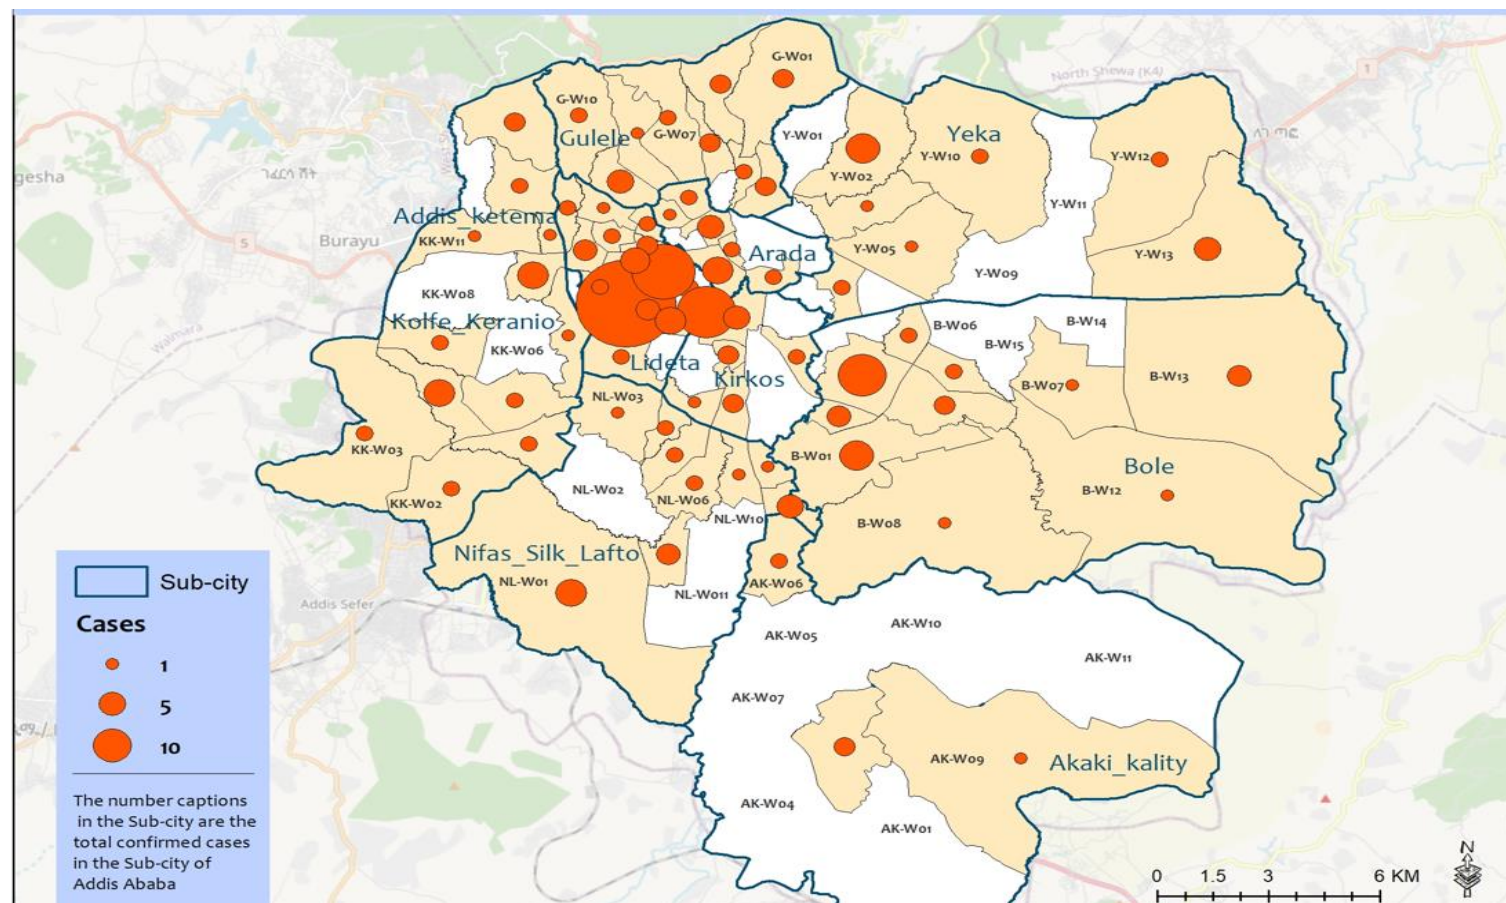 G-W01
North Shewa (K4)
1
G-W10
Gulele
G-W07
Y-W01
Yeka
Y-W10
Y-W12
Y-W02
gesha
Addis_ketema
Y-W11
Burayu
5
KK-W11
Arada
Y-W05
Y-W13
Y-W09
KK-W08
Kolfe_Keranio
Walmara
KK-W06
Lideta
Kirkos
B-W06
B-W14
B-W15
B-W07
B-W13
NL-W03
KK-W03
B-W01
Bole
B-W12
NL-W02
KK-W02
NL-W06
NL-W10
B-W08
Nifas_Silk_Lafto
NL-W01
AK-W06
NL-W011
Addis Sefer
AK-W05
AK-W10
AK-W11
AK-W07
AK-W09
Akaki_kality
AK-W04
AK-W01
Sub-city
Cases
1
5
10
The number captions
in the Sub-city are the
total confirmed cases
in the Sub-city of
Addis Ababa
N
0 1.5 3 6 KM